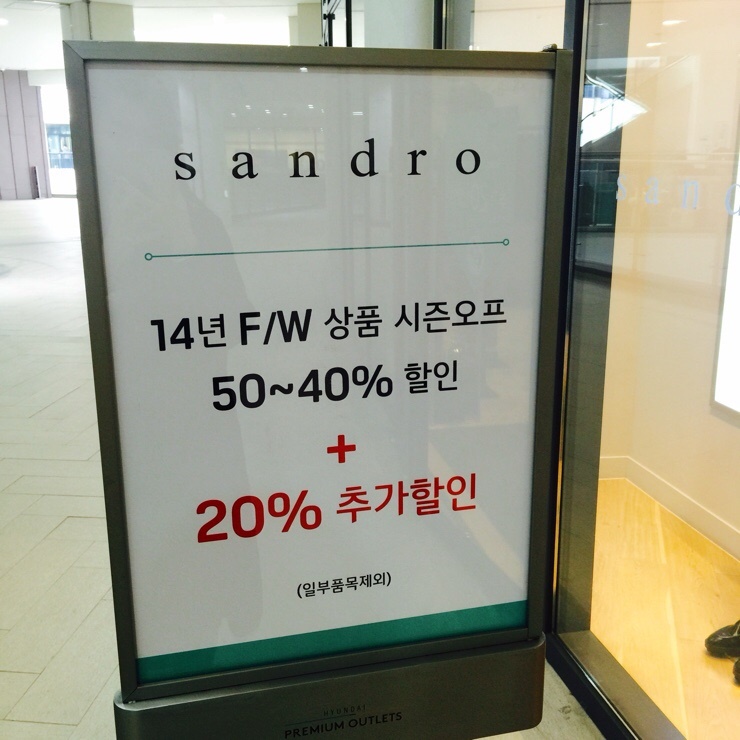 sandro
14년 F/W 상품 시즌오프
50~40% 할인
+
20% 추가할인
(일부품목제외)
HYUNDAI
PREMIUM OUTLETS